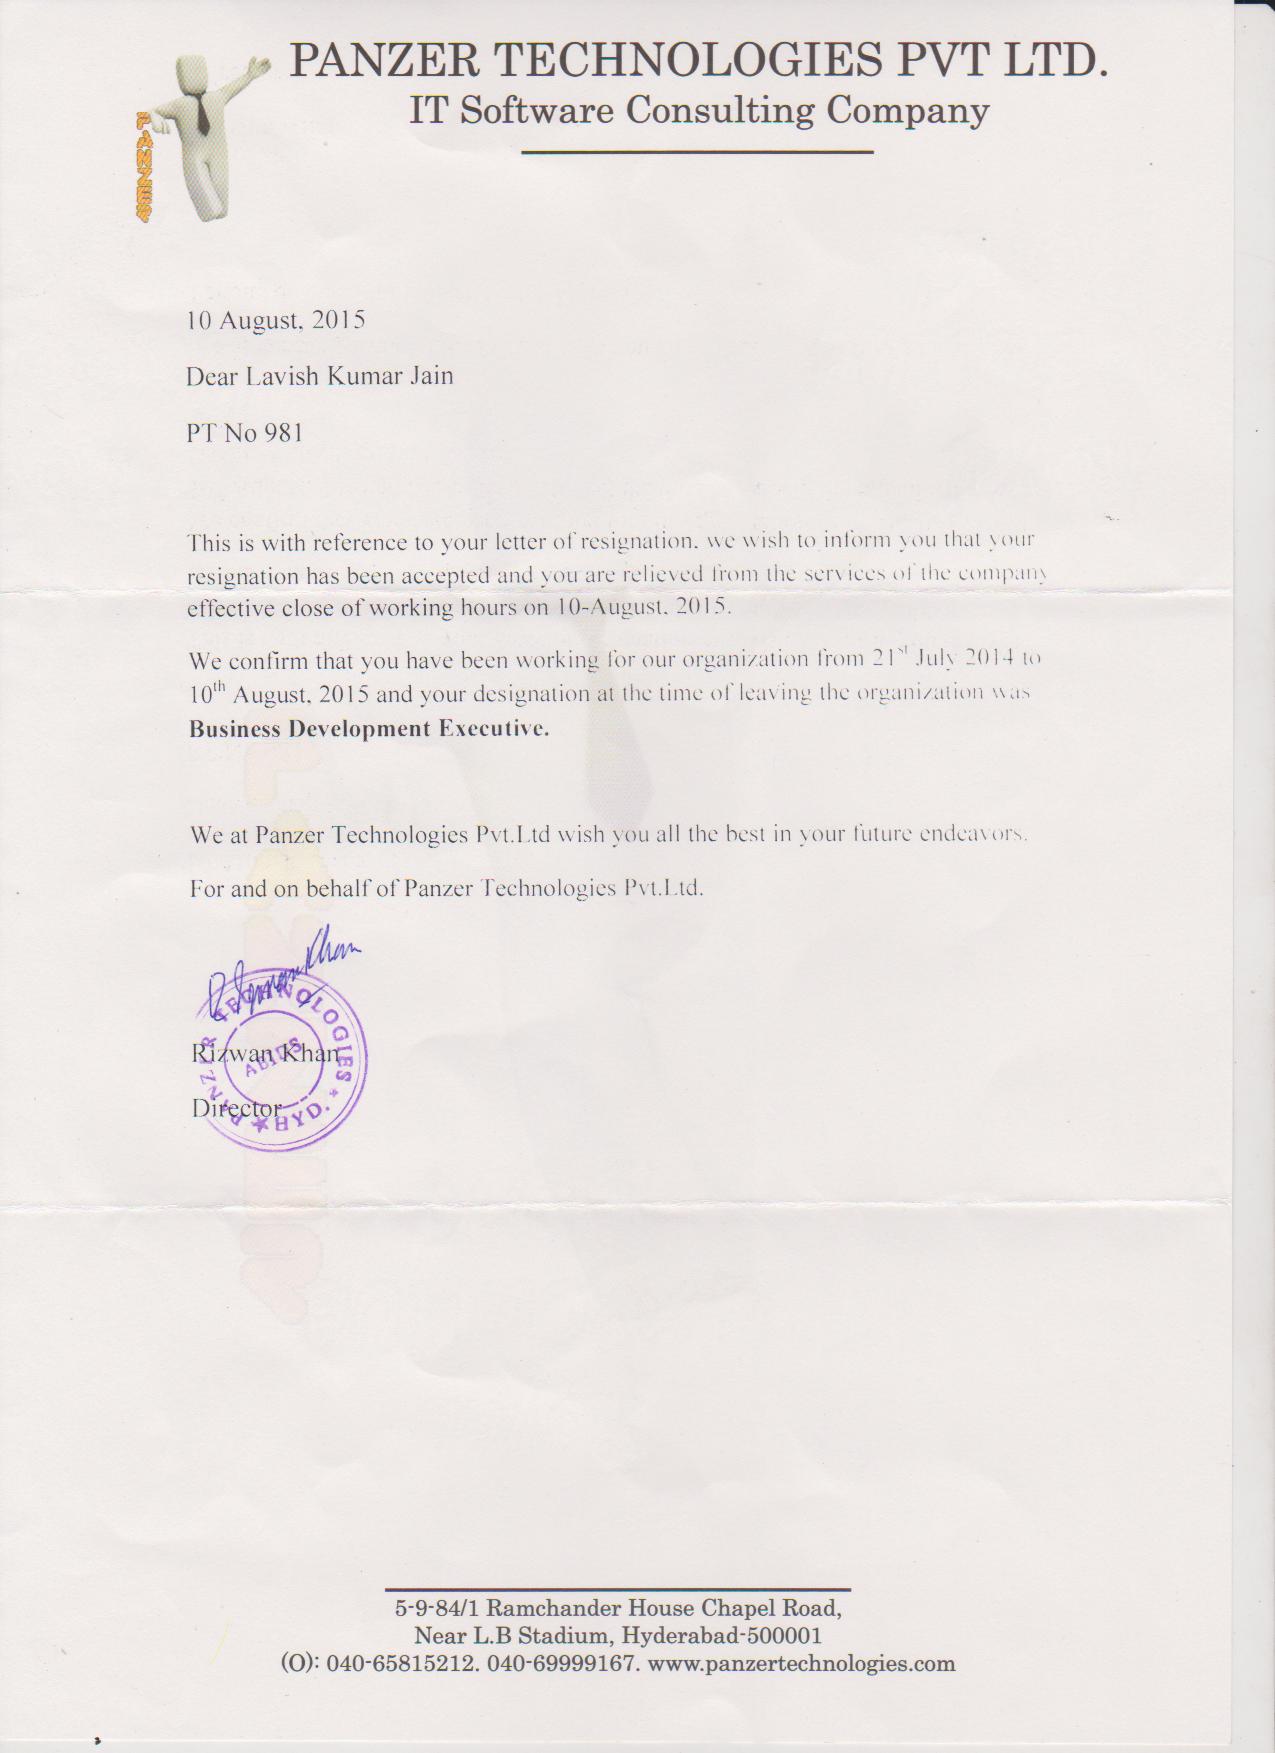 PANZER TECHNOLOGIES PVT LTD.
IT Software Consulting Company
PANZER
10 August, 2015
Dear Lavish Kumar Jain
PT No 981
This is with reference to your letter of resignation, we wish to inform you that your
resignation has been accepted and you are relieved from the services of the company
effective close of working hours on 10-August, 2015.
We confirm that you have been working for our organization from 21st July 2014 to
10th August, 2015 and your designation at the time of leaving the organization was
Business Development Executive.
We at Panzer Technologies Pvt.Ltd wish you all the best in your future endeavors.
For and on behalf of Panzer Technologies Pvt.Ltd.
PANZER TECHNOLOGIES
ABIDS
HYD.
Rizwan Khan
Director
5-9-84/1 Ramchander House Chapel Road,
Near L.B Stadium, Hyderabad-500001
(O): 040-65815212. 040-69999167. www.panzertechnologies.com